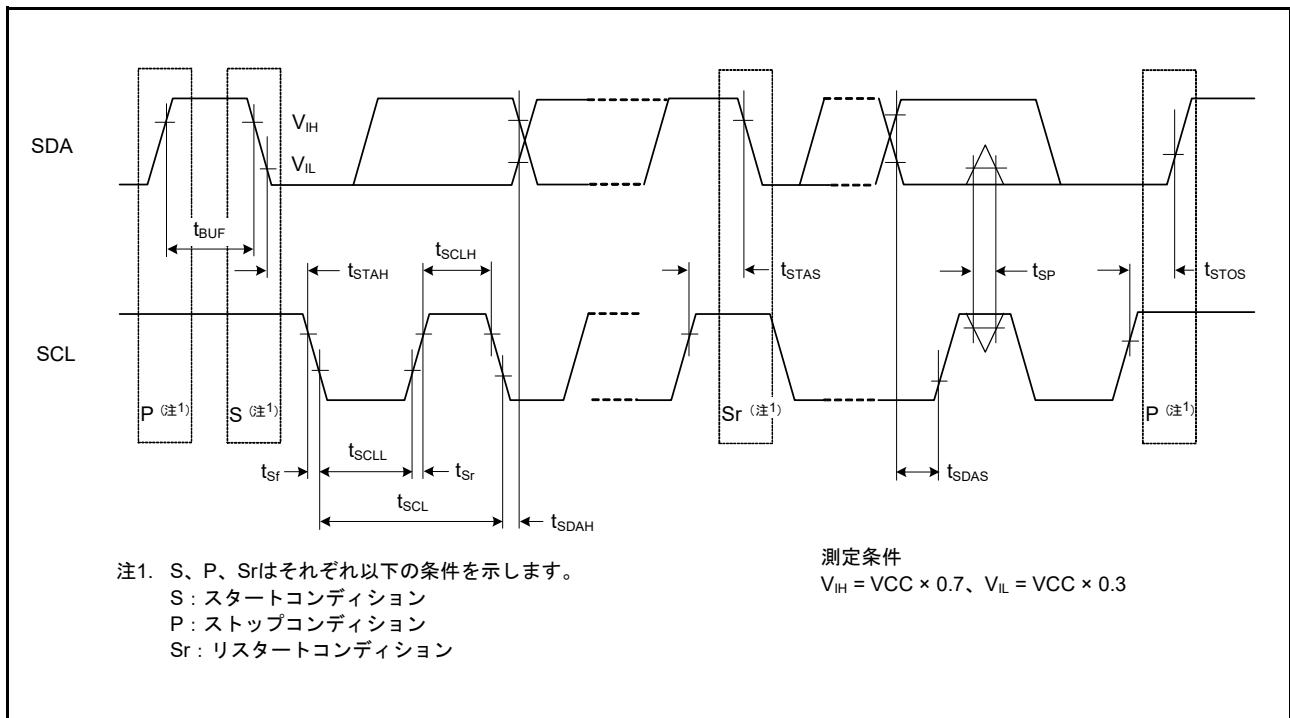 SDA
V_IH
V_IL
t_BUF
t_STAH
t_SCLH
t_STAS
t_SP
t_STOS
SCL
P（注1）
S（注1）
Sr（注1）
P（注1）
t_Sf
t_SCLL
t_Sr
t_SCL
t_SDAH
t_SDAS
注1. S、P、Srはそれぞれ以下の条件を示します。
S：スタートコンディション
P：ストップコンディション
Sr：リスタートコンディション
測定条件
V_IH = VCC × 0.7、V_IL = VCC × 0.3